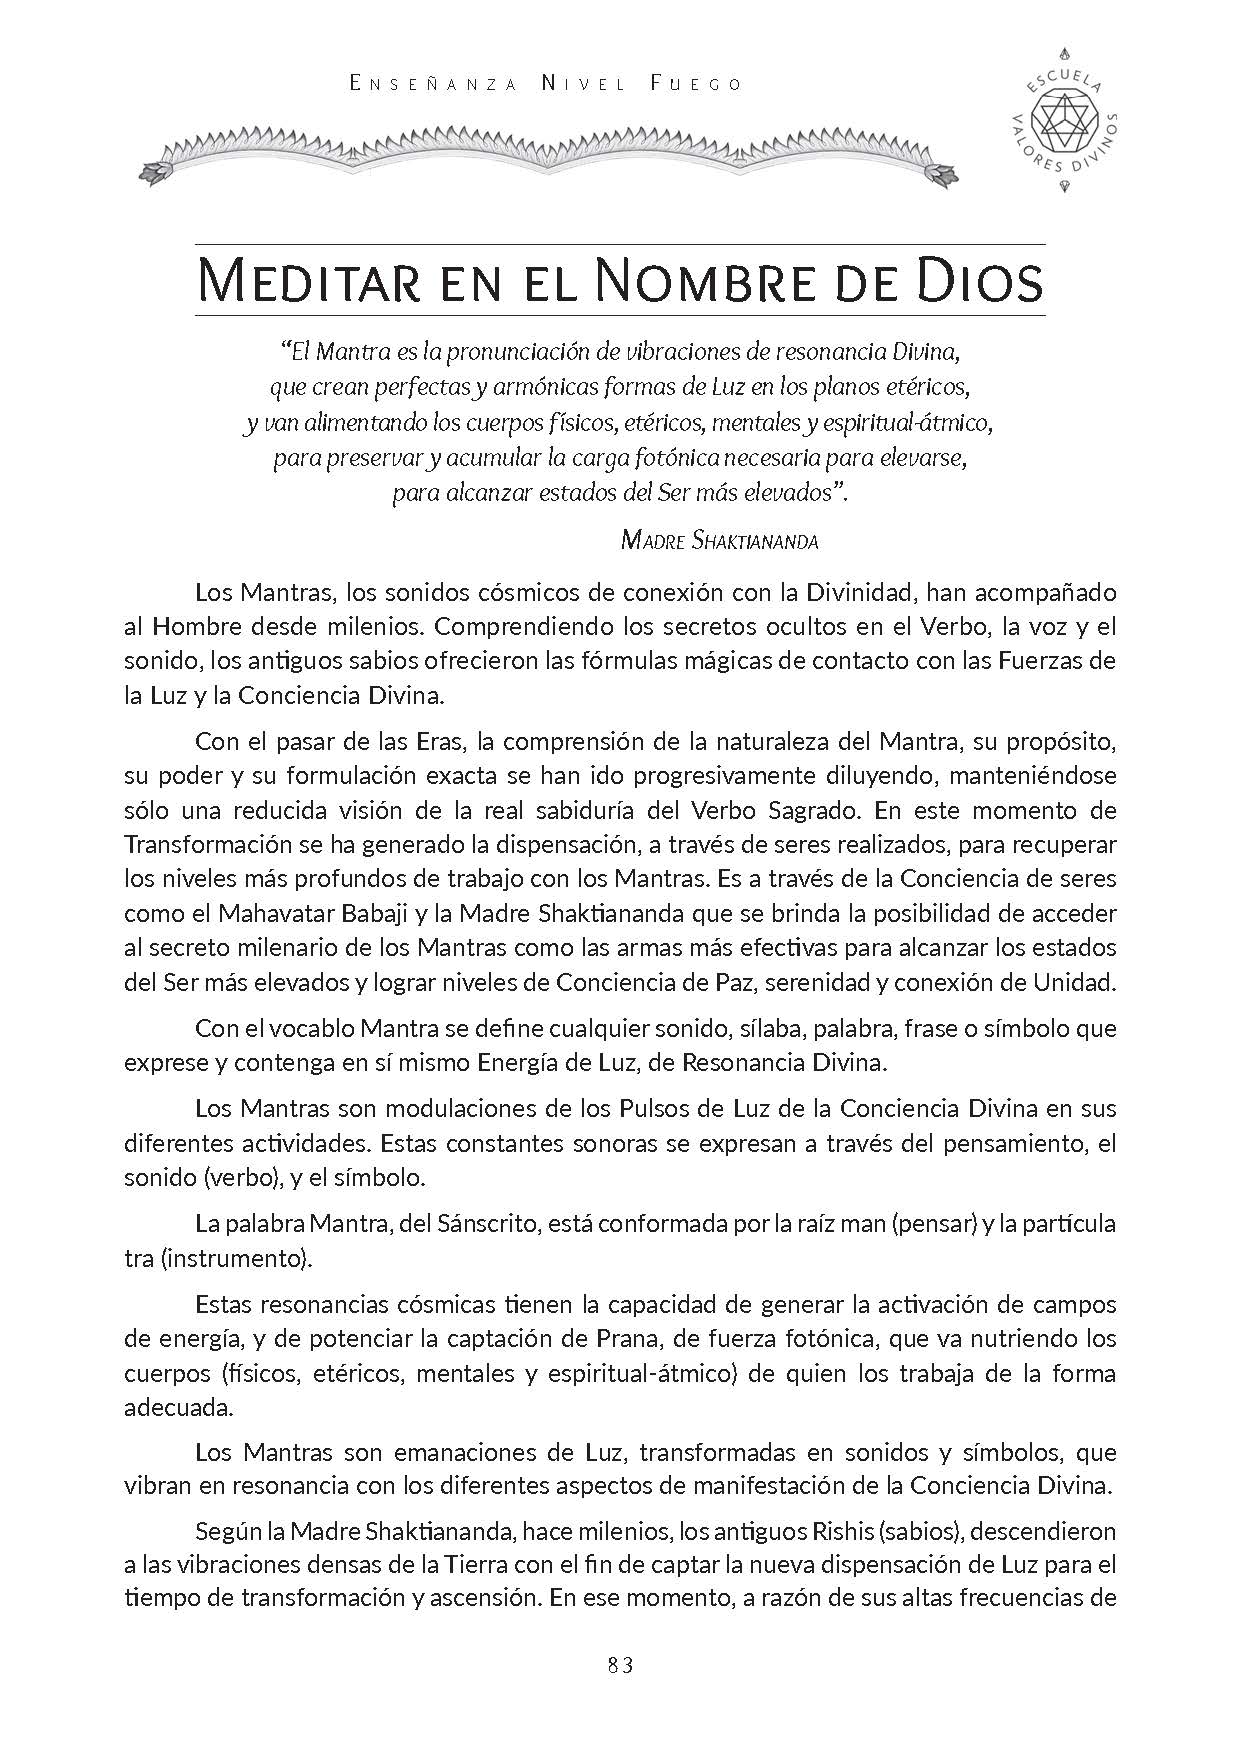 Enseñanza Nivel Fuego
ESCUELA
VALORES DIVINOS
Meditar en el Nombre de Dios
“El Mantra es la pronunciación de vibraciones de resonancia Divina,
que crean perfectas y armónicas formas de Luz en los planos etéricos,
y van alimentando los cuerpos físicos, etéricos, mentales y espiritual-átmico,
para preservar y acumular la carga fotónica necesaria para elevarse,
para alcanzar estados del Ser más elevados”.
Madre Shaktiananda
Los Mantras, los sonidos cósmicos de conexión con la Divinidad, han acompañado
al Hombre desde milenios. Comprendiendo los secretos ocultos en el Verbo, la voz y el
sonido, los antiguos sabios ofrecieron las fórmulas mágicas de contacto con las Fuerzas de
la Luz y la Conciencia Divina.
Con el pasar de las Eras, la comprensión de la naturaleza del Mantra, su propósito,
su poder y su formulación exacta se han ido progresivamente diluyendo, manteniéndose
sólo una reducida visión de la real sabiduría del Verbo Sagrado. En este momento de
Transformación se ha generado la dispensación, a través de seres realizados, para recuperar
los niveles más profundos de trabajo con los Mantras. Es a través de la Conciencia de seres
como el Mahavatar Babaji y la Madre Shaktiananda que se brinda la posibilidad de acceder
al secreto milenario de los Mantras como las armas más efectivas para alcanzar los estados
del Ser más elevados y lograr niveles de Conciencia de Paz, serenidad y conexión de Unidad.
Con el vocablo Mantra se define cualquier sonido, sílaba, palabra, frase o símbolo que
exprese y contenga en sí mismo Energía de Luz, de Resonancia Divina.
Los Mantras son modulaciones de los Pulsos de Luz de la Conciencia Divina en sus
diferentes actividades. Estas constantes sonoras se expresan a través del pensamiento, el
sonido (verbo), y el símbolo.
La palabra Mantra, del Sánscrito, está conformada por la raíz man (pensar) y la partícula
tra (instrumento).
Estas resonancias cósmicas tienen la capacidad de generar la activación de campos
de energía, y de potenciar la captación de Prana, de fuerza fotónica, que va nutriendo los
cuerpos (físicos, etéricos, mentales y espiritual-átmico) de quien los trabaja de la forma
adecuada.
Los Mantras son emanaciones de Luz, transformadas en sonidos y símbolos, que
vibran en resonancia con los diferentes aspectos de manifestación de la Conciencia Divina.
Según la Madre Shaktiananda, hace milenios, los antiguos Rishis (sabios), descendieron
a las vibraciones densas de la Tierra con el fin de captar la nueva dispensación de Luz para el
tiempo de transformación y ascensión. En ese momento, a razón de sus altas frecuencias de
83